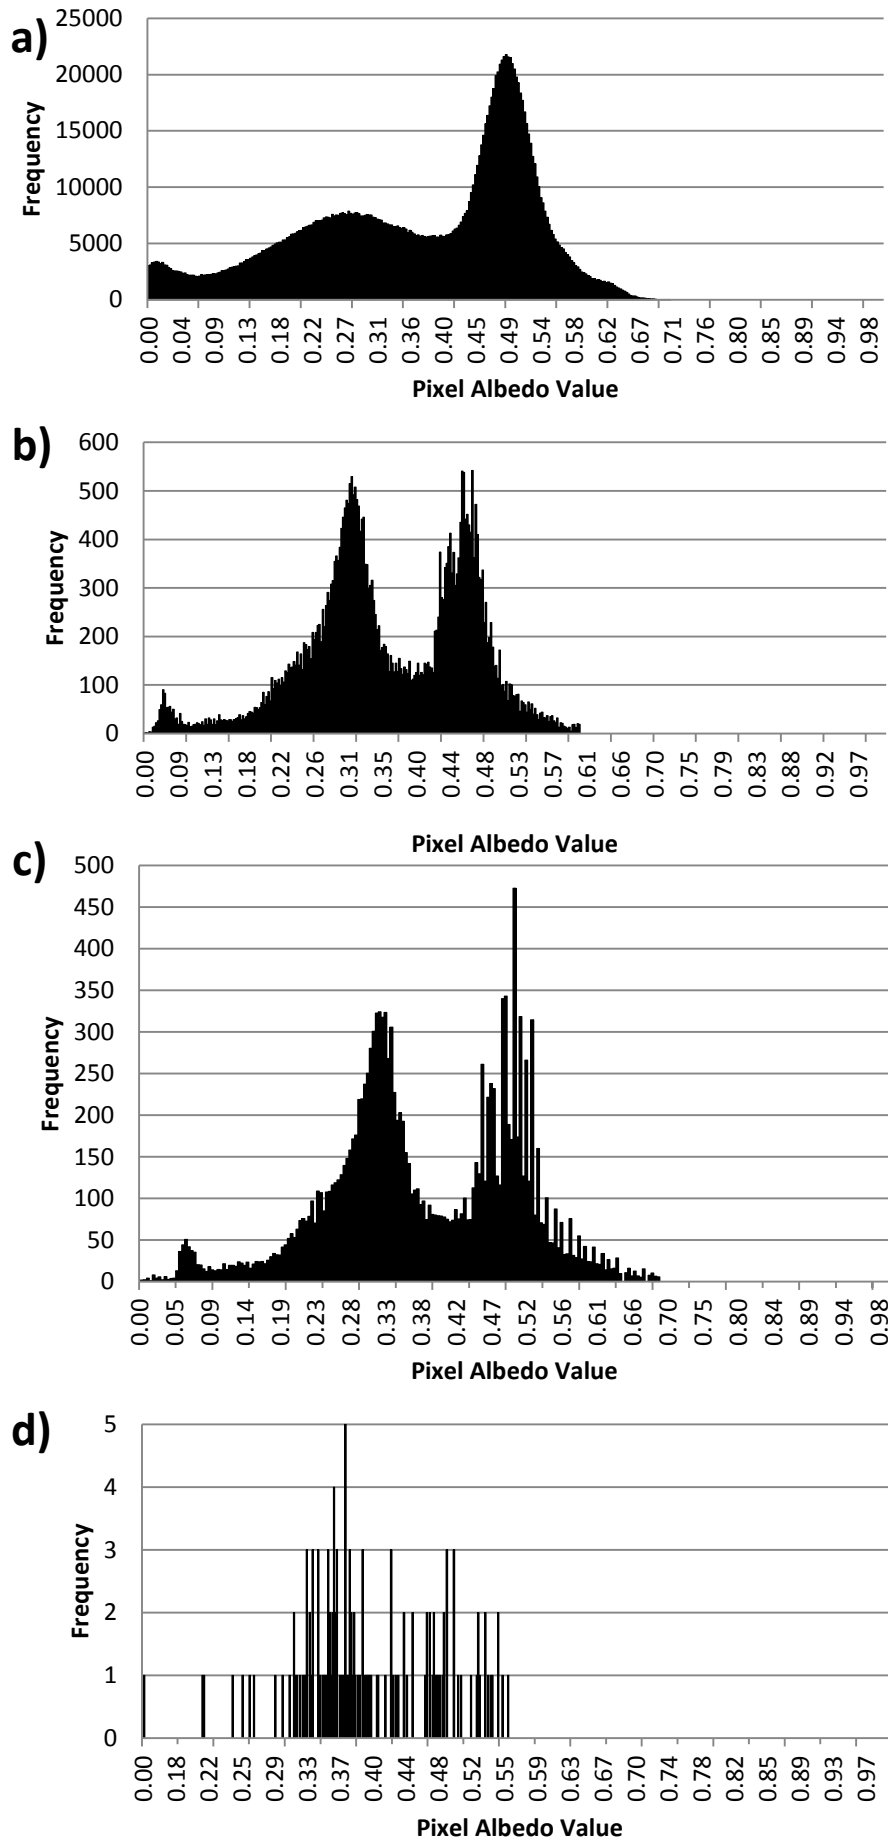 a)
25000
20000
15000
10000
5000
0
Frequency
0.00 0.04 0.09 0.13 0.18 0.22 0.27 0.31 0.36 0.40 0.45 0.49 0.54 0.58 0.62 0.67 0.71 0.76 0.80 0.85 0.89 0.94 0.98
Pixel Albedo Value
b)
600
500
400
300
200
100
0
Frequency
0.00 0.09 0.13 0.18 0.22 0.26 0.31 0.35 0.40 0.44 0.48 0.53 0.57 0.61 0.66 0.70 0.75 0.79 0.83 0.88 0.92 0.97
Pixel Albedo Value
c)
500
450
400
350
300
250
200
150
100
50
0
Frequency
0.00 0.05 0.09 0.14 0.19 0.23 0.28 0.33 0.38 0.42 0.47 0.52 0.56 0.61 0.66 0.70 0.75 0.80 0.84 0.89 0.94 0.98
Pixel Albedo Value
d)
5
4
3
2
1
0
Frequency
0.00 0.18 0.22 0.25 0.29 0.33 0.37 0.40 0.44 0.48 0.52 0.55 0.59 0.63 0.67 0.70 0.74 0.78 0.82 0.85 0.89 0.93 0.97
Pixel Albedo Value